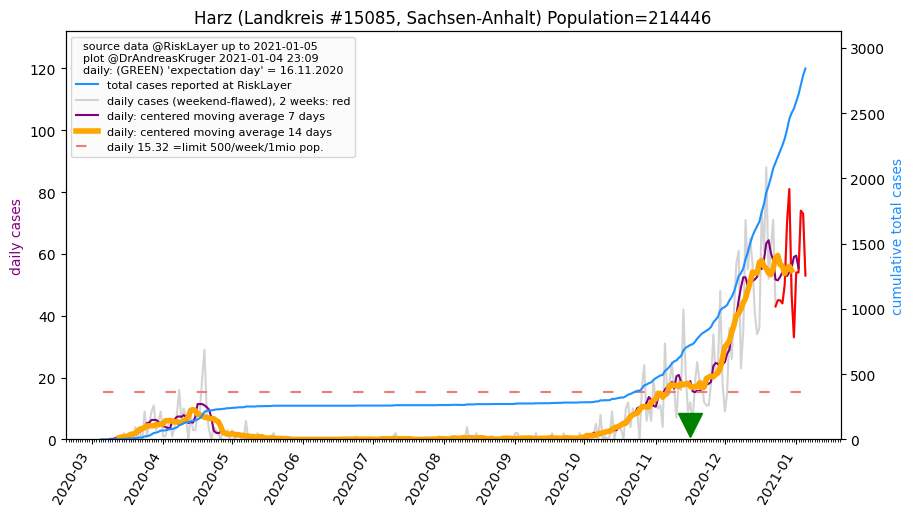 Harz (Landkreis #15085, Sachsen-Anhalt) Population=214446
source data @RiskLayer up to 2021-01-05
plot @DrAndreasKruger 2021-01-04 23:09
daily: (GREEN) 'expectation day' = 16.11.2020
total cases reported at RiskLayer
daily cases (weekend-flawed), 2 weeks: red
daily: centered moving average 7 days
daily: centered moving average 14 days
daily 15.32 =limit 500/week/1mio pop.
daily cases
120
100
80
60
40
20
0
cumulative total cases
3000
2500
2000
1500
1000
500
0
2020-03
2020-04
2020-05
2020-06
2020-07
2020-08
2020-09
2020-10
2020-11
2020-12
2021-01